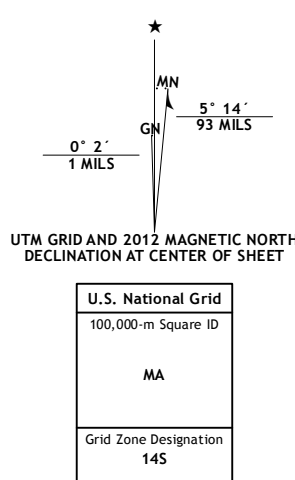 MN
GN
5° 14´
93 MILS
0° 2´
1 MILS
UTM GRID AND 2012 MAGNETIC NORTH
DECLINATION AT CENTER OF SHEET
U.S. National Grid
100,000-m Square ID
MA
Grid Zone Designation
14S